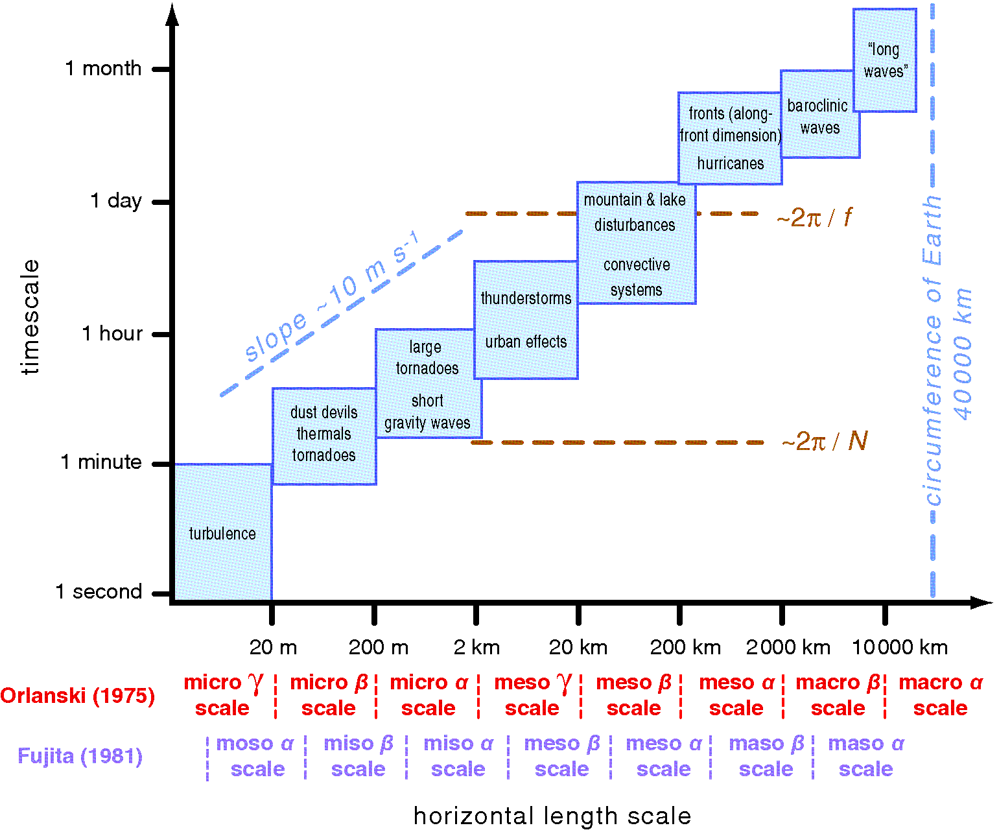 1 month
1 day
1 hour
1 minute
1 second
timescale
"long
waves"
baroclinic
waves
fronts (along-
front dimension)
hurricanes
mountain & lake
disturbances
convective
systems
thunderstorms
urban effects
large
tornadoes
short
gravity waves
dust devils
thermals
tornadoes
turbulence
slope ~10 m s-1
~2π / f
~2π / N
circumference of Earth
40000 km
20 m 200 m 2 km 20 km 200 km 2000 km 10000 km
Orlanski (1975)
micro γ
scale
micro β
scale
micro α
scale
meso γ
scale
meso β
scale
meso α
scale
macro β
scale
macro α
scale
Fujita (1981)
moso α
scale
miso β
scale
miso α
scale
meso β
scale
meso α
scale
maso β
scale
maso α
scale
horizontal length scale